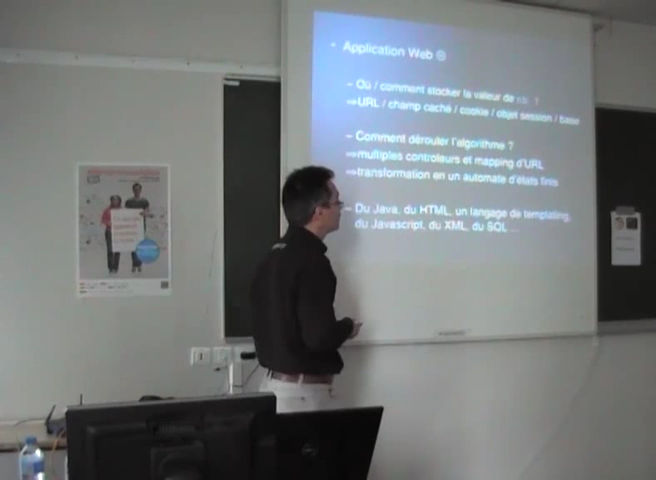 • Application Web ☹
– Où / comment stocker la valeur de nb ?
⇒URL / champ caché / cookie / objet session / base
– Comment dérouler l'algorithme ?
⇒multiples controleurs et mapping d'URL
⇒transformation en un automate d'états finis
– Du Java, du HTML, un langage de templating,
du Javascript, du XML, du SQL ...